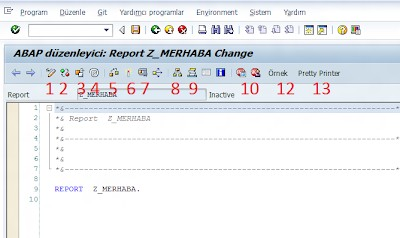 Program Düzenle Git Yardımcı programlar Environment Sistem Yardım
ABAP düzenleyici: Report Z_MERHABA Change
Örnek Pretty Printer
1 2 3 4 5 6 7 8 9 10 12 13
Report Z_MERHABA Inactive
1 *&---------------------------------------------------------------------*
2 *& Report Z_MERHABA
3 *&
4 *&---------------------------------------------------------------------*
5 *&
6 *&
7 *&---------------------------------------------------------------------*
8
9 REPORT Z_MERHABA.
10